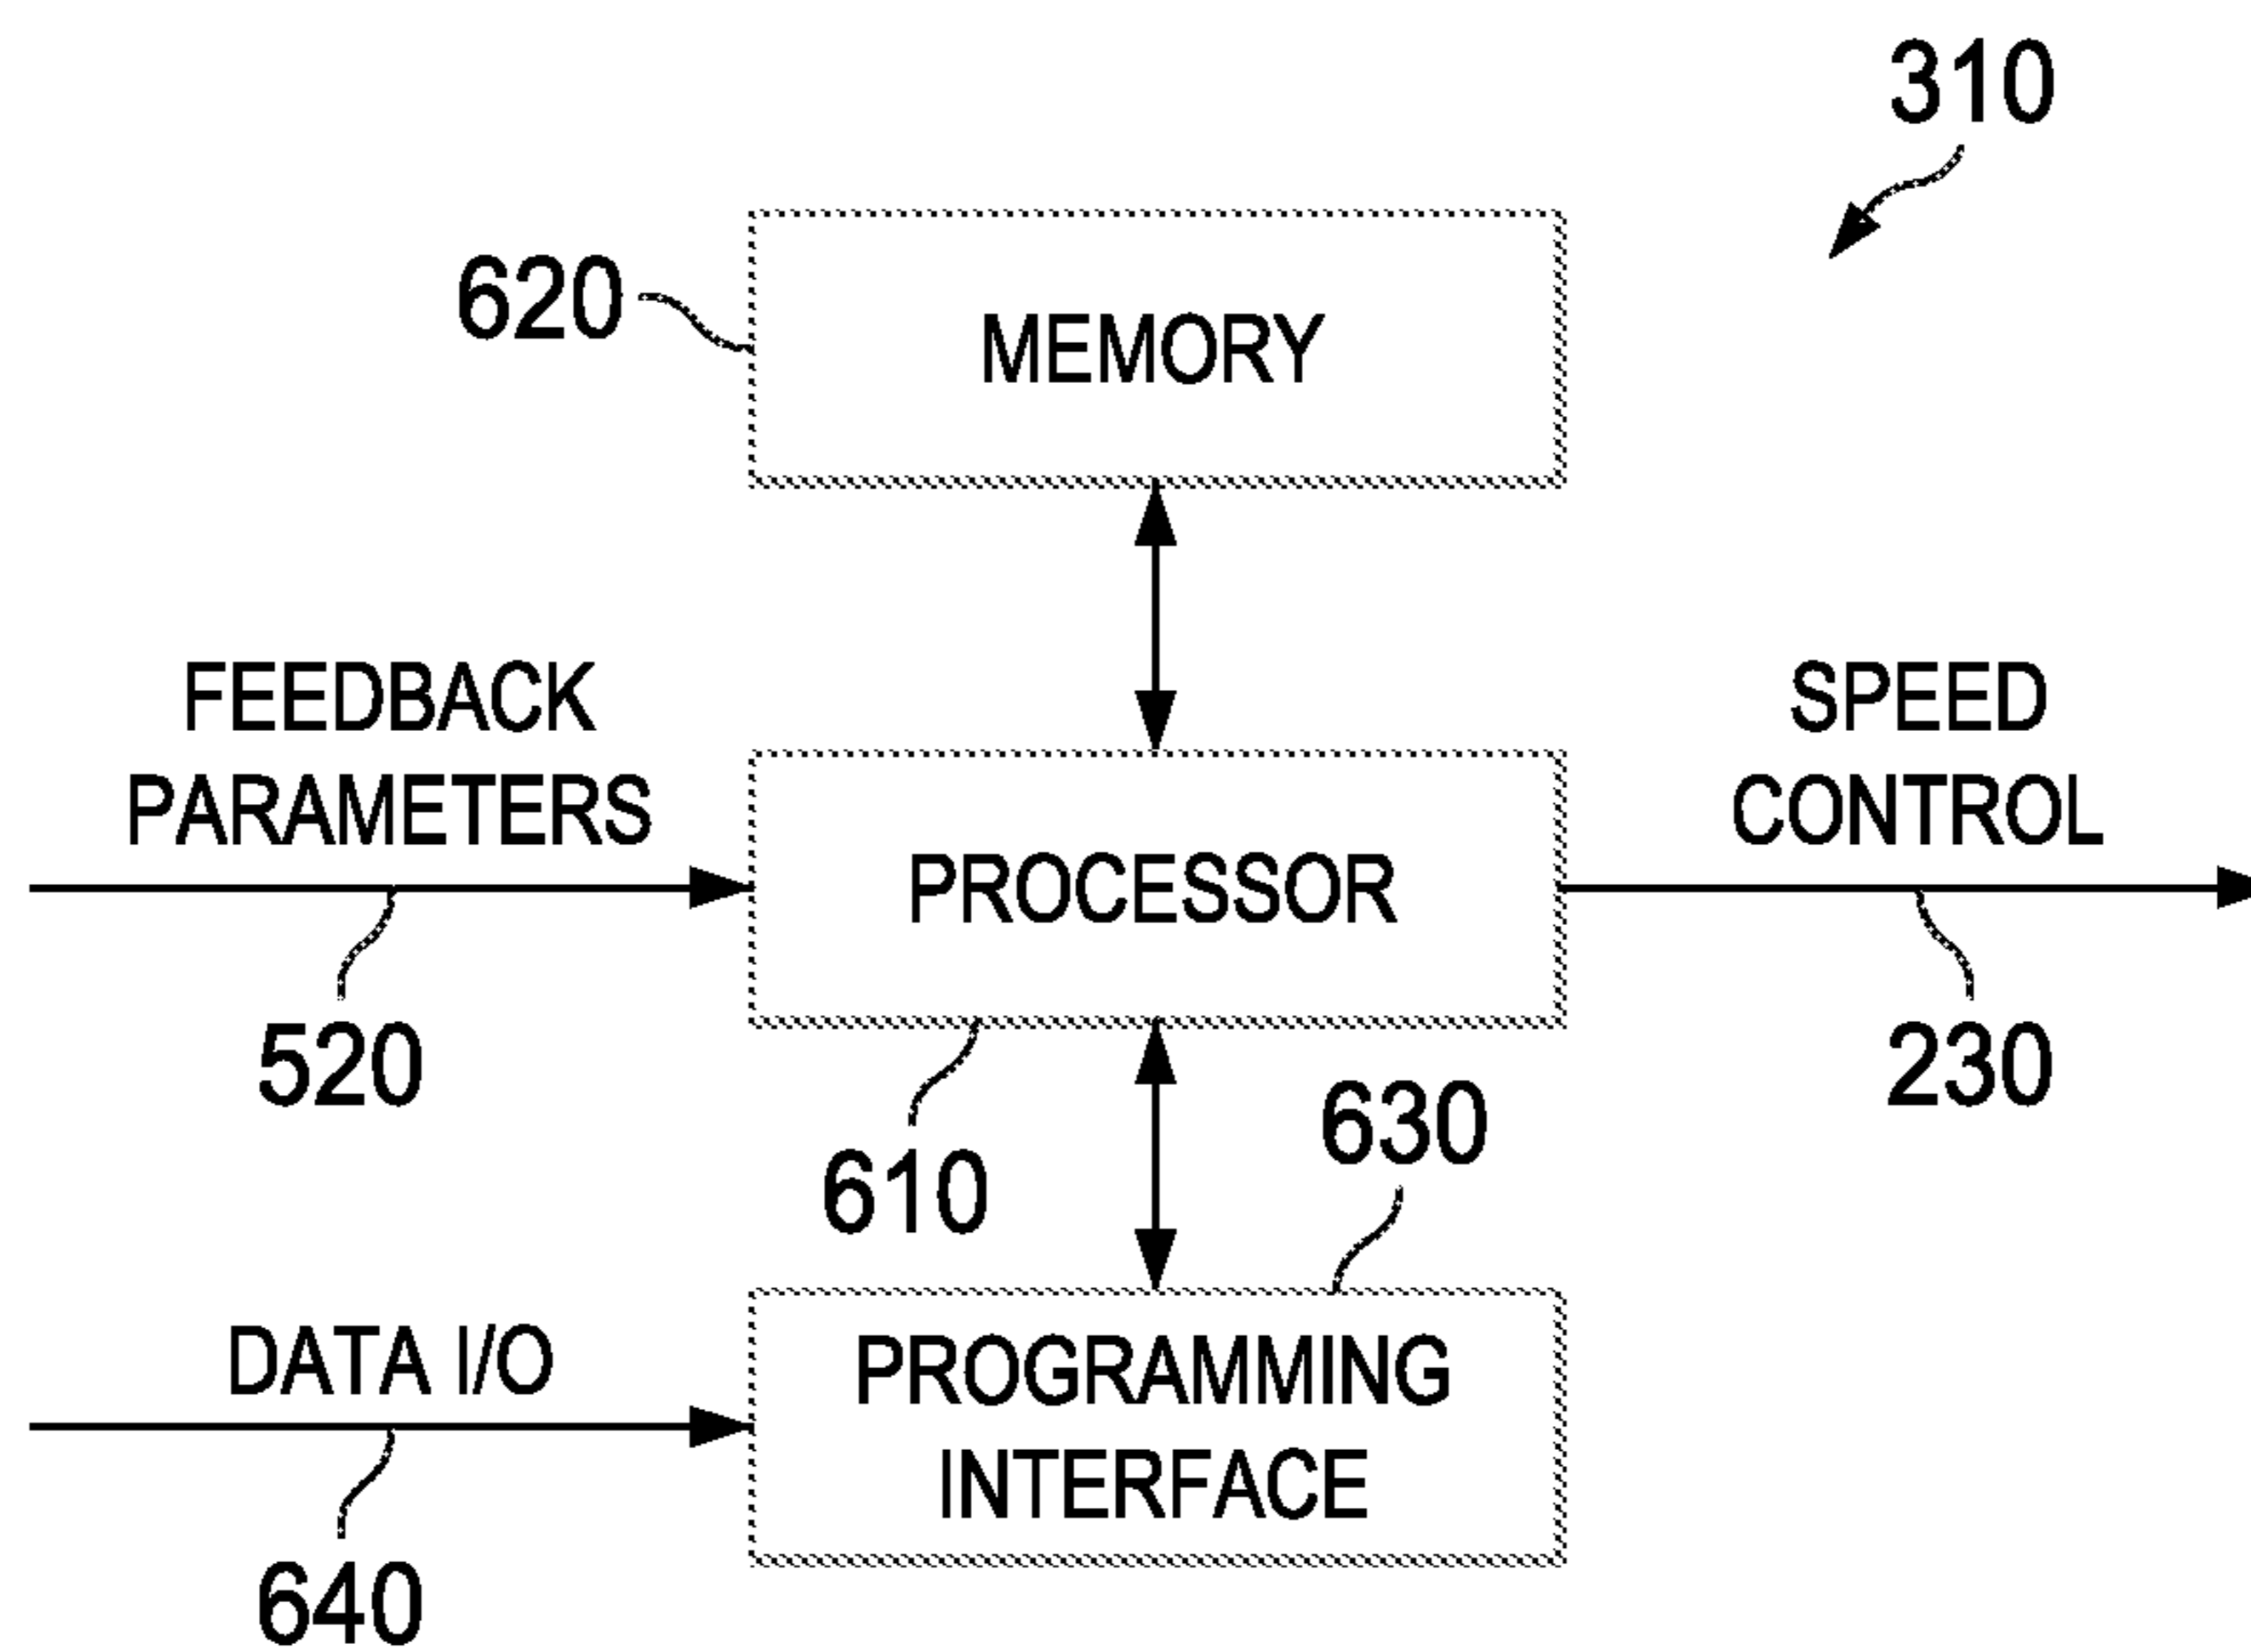 310
620
MEMORY
FEEDBACK
PARAMETERS
SPEED
CONTROL
PROCESSOR
520
230
610
630
DATA I/O
PROGRAMMING
INTERFACE
640